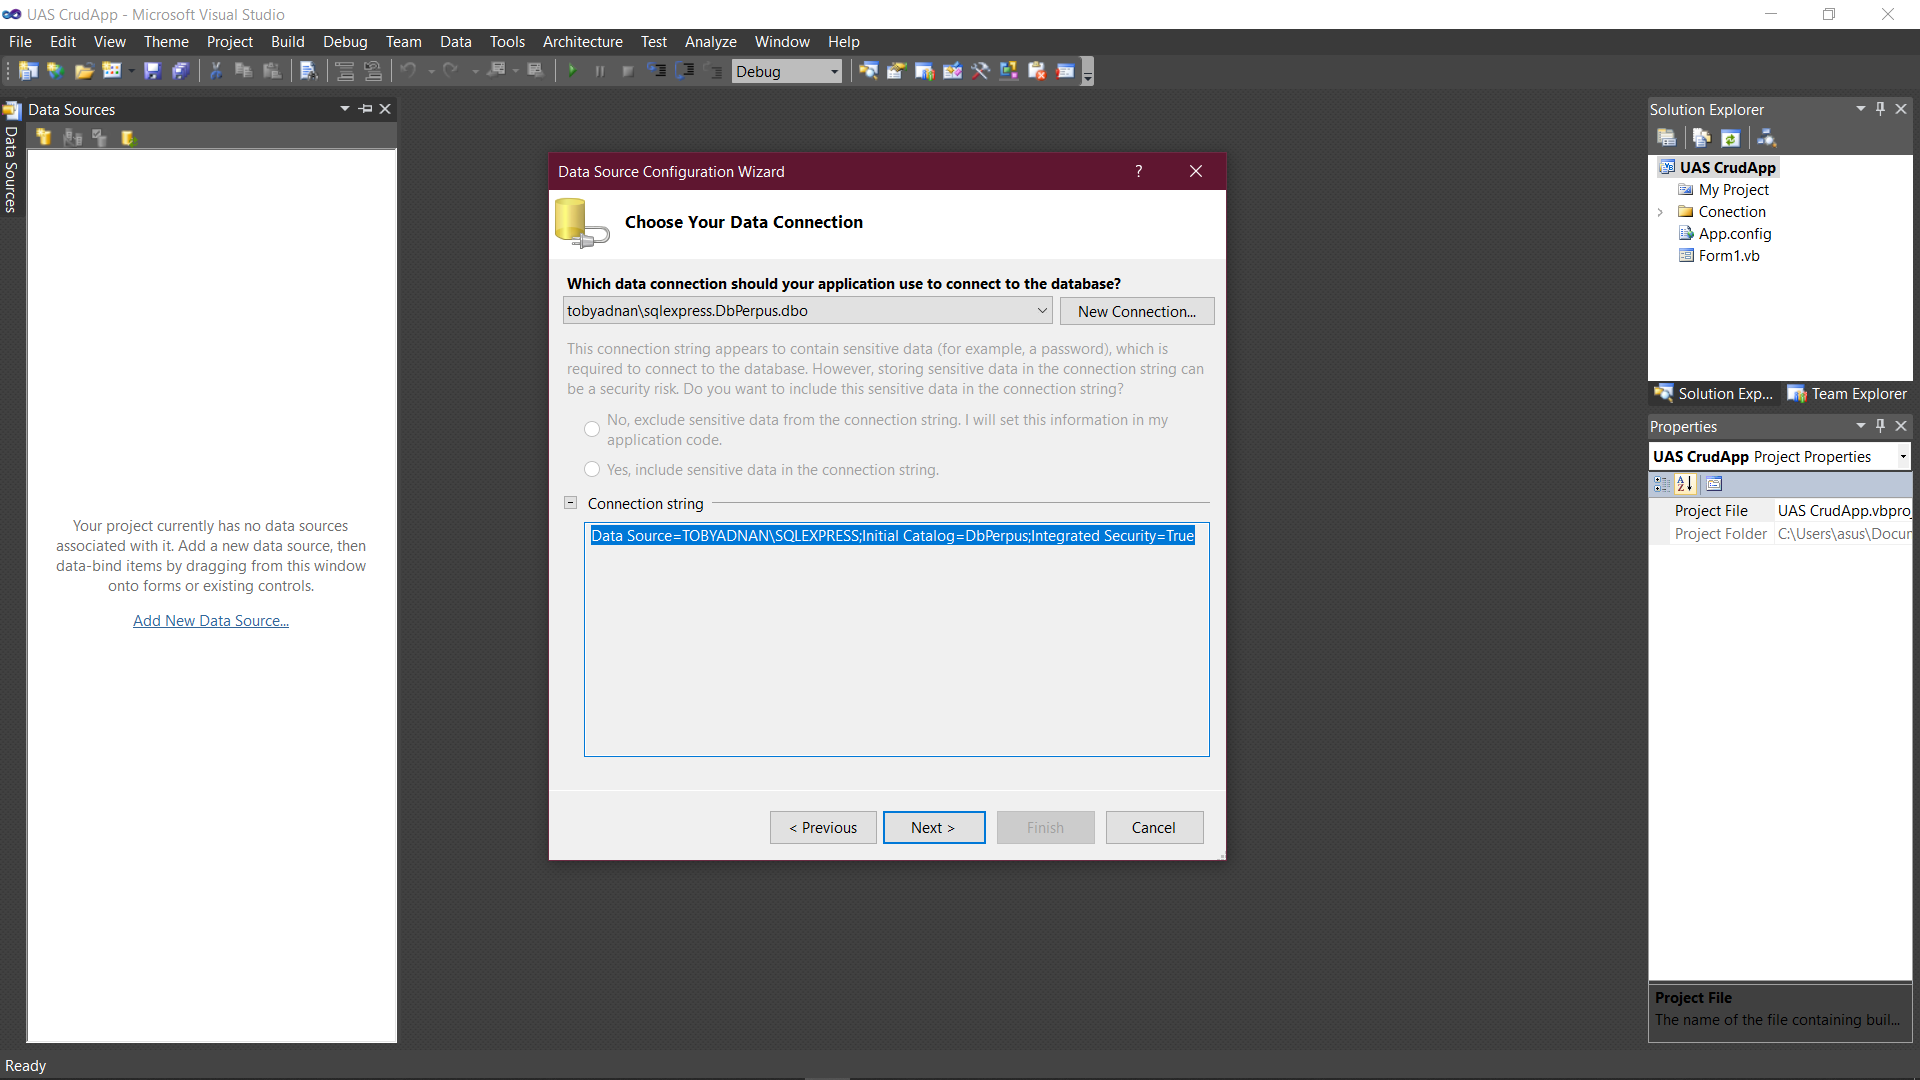 UAS CrudApp - Microsoft Visual Studio
File Edit View Theme Project Build Debug Team Data Tools Architecture Test Analyze Window Help
Debug
Data Sources
Data Sources
Your project currently has no data sources
associated with it. Add a new data source, then
data-bind items by dragging from this window
onto forms or existing controls.
Add New Data Source...
Data Source Configuration Wizard
?
Choose Your Data Connection
Which data connection should your application use to connect to the database?
tobyadnan\sqlexpress.DbPerpus.dbo
New Connection...
This connection string appears to contain sensitive data (for example, a password), which is
required to connect to the database. However, storing sensitive data in the connection string can
be a security risk. Do you want to include this sensitive data in the connection string?
No, exclude sensitive data from the connection string. I will set this information in my
application code.
Yes, include sensitive data in the connection string.
Connection string
Data Source=TOBYADNAN\SQLEXPRESS;Initial Catalog=DbPerpus;Integrated Security=True
< Previous
Next >
Finish
Cancel
Solution Explorer
UAS CrudApp
My Project
Conection
App.config
Form1.vb
Solution Exp...
Team Explorer
Properties
UAS CrudApp Project Properties
Project File UAS CrudApp.vbproj
Project Folder C:\Users\asus\Docun
Project File
The name of the file containing buil...
Ready